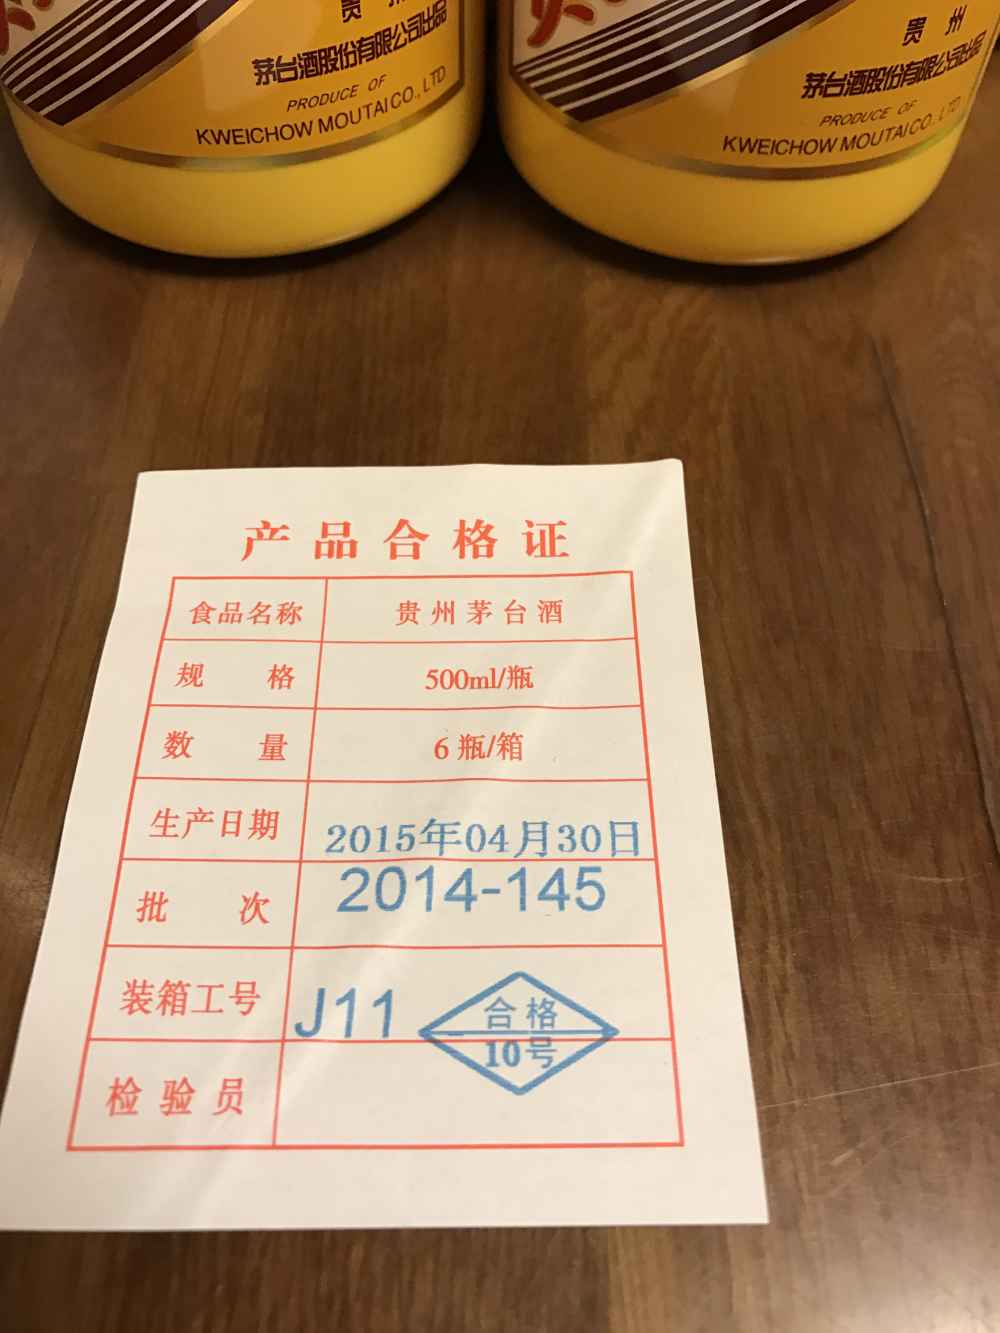 贵州
茅台酒股份有限公司出品
PRODUCE OF
KWEICHOW MOUTAI CO., LTD
贵 州
茅台酒股份有限公司出品
PRODUCE OF
KWEICHOW MOUTAI CO., LTD
产品合格证
食品名称 贵州茅台酒
规 格 500ml/瓶
数 量 6瓶/箱
生产日期 2015年04月30日
批 次 2014-145
装箱工号 J11
合格
10号
检验员